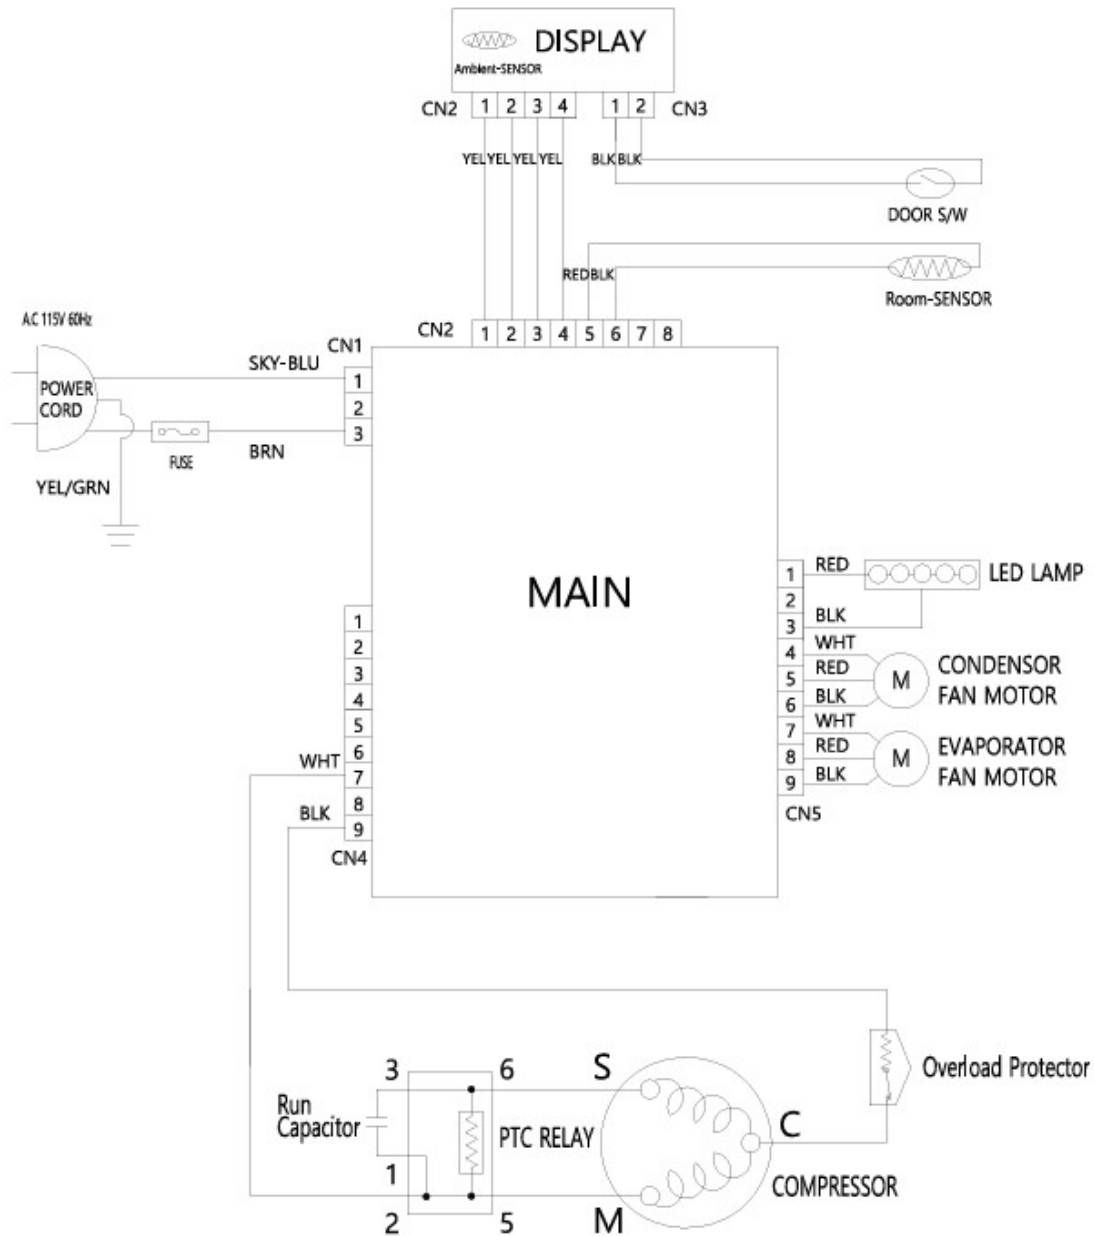 DISPLAY
Ambient-SENSOR
CN2 1 2 3 4 1 2 CN3
YEL YEL YEL YEL BLK BLK
DOOR S/W
RED BLK
Room-SENSOR
AC 115V 60Hz
CN2 1 2 3 4 5 6 7 8
CN1
SKY-BLU
1
2
3
POWER
CORD
FUSE
BRN
YEL/GRN
MAIN
1 RED LED LAMP
2
3 BLK
4 WHT
5 RED
6 BLK
CONDENSOR
FAN MOTOR
M
7 WHT
8 RED
9 BLK
EVAPORATOR
FAN MOTOR
M
CN5
1
2
3
4
5
6
WHT 7
8
BLK 9
CN4
Overload Protector
3 6 S
Run
Capacitor
PTC RELAY
C
1
COMPRESSOR
2 5 M